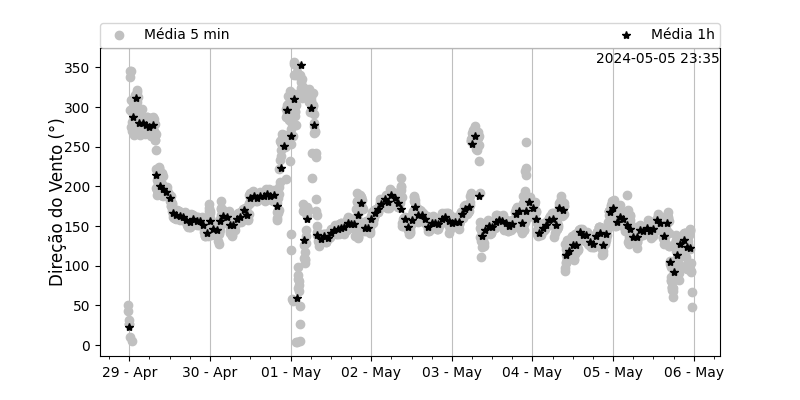 Média 5 min
Média 1h
2024-05-05 23:35
Direção do Vento (°)
350
300
250
200
150
100
50
0
29 - Apr
30 - Apr
01 - May
02 - May
03 - May
04 - May
05 - May
06 - May